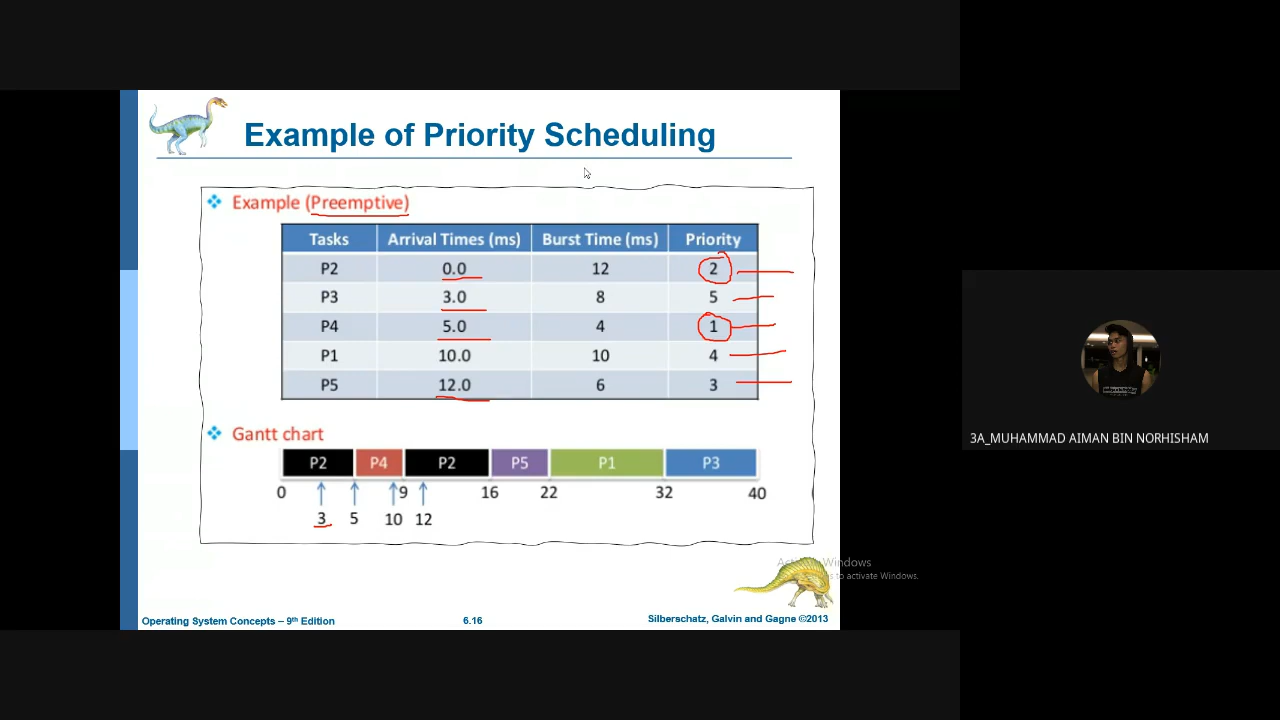 Example of Priority Scheduling
Example (Preemptive)
Tasks Arrival Times (ms) Burst Time (ms) Priority
P2 0.0 12 2
P3 3.0 8 5
P4 5.0 4 1
P1 10.0 10 4
P5 12.0 6 3
Gantt chart
P2 P4 P2 P5 P1 P3
0 9 16 22 32 40
3 5 10 12
3A_MUHAMMAD AIMAN BIN NORHISHAM
Windows
to activate Windows.
Operating System Concepts – 9th Edition 6.16 Silberschatz, Galvin and Gagne ©2013